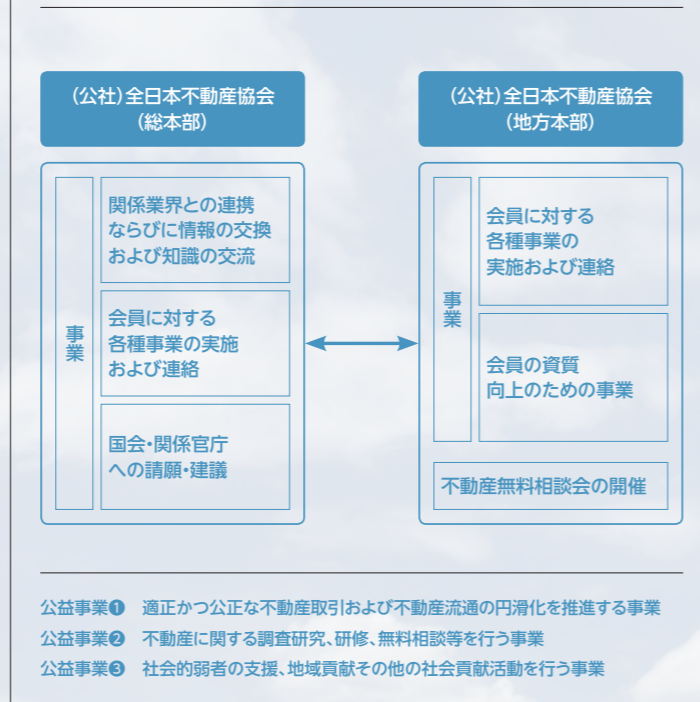 (公社)全日本不動産協会
(総本部)
事業
関係業界との連携
ならびに情報の交換
および知識の交流
会員に対する
各種事業の実施
および連絡
国会・関係官庁
への請願・建議
(公社)全日本不動産協会
(地方本部)
事業
会員に対する
各種事業の
実施および連絡
会員の資質
向上のための事業
不動産無料相談会の開催
公益事業❶ 適正かつ公正な不動産取引および不動産流通の円滑化を推進する事業
公益事業❷ 不動産に関する調査研究、研修、無料相談等を行う事業
公益事業❸ 社会的弱者の支援、地域貢献その他の社会貢献活動を行う事業